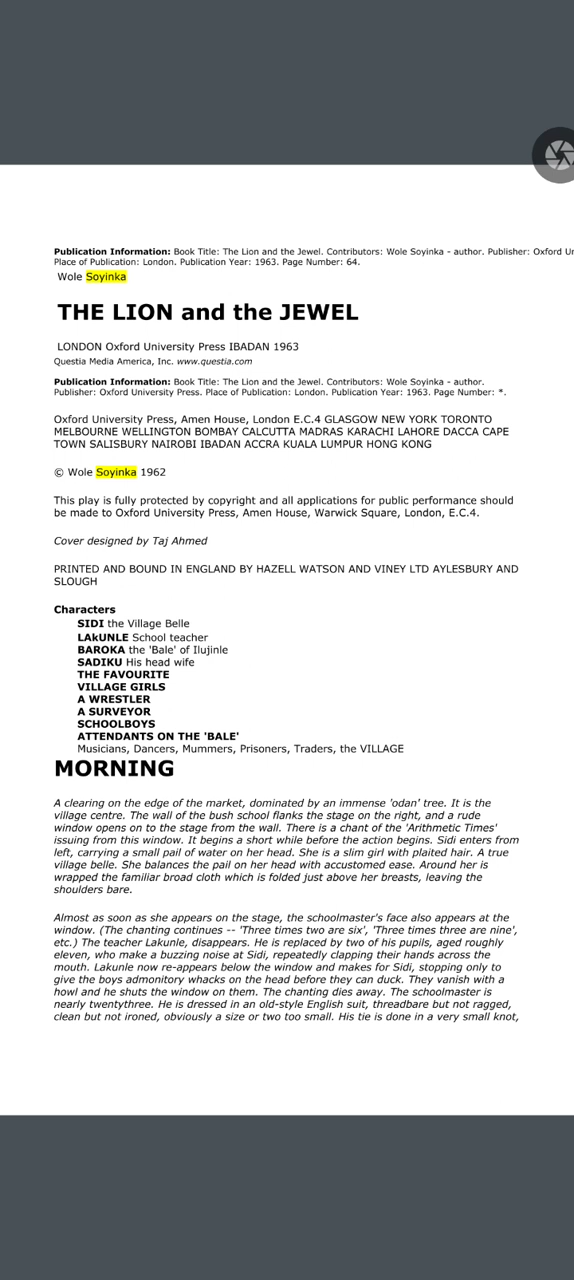 Publication Information: Book Title: The Lion and the Jewel. Contributors: Wole Soyinka - author. Publisher: Oxford Ur
Place of Publication: London. Publication Year: 1963. Page Number: 64.
Wole Soyinka
THE LION and the JEWEL
LONDON Oxford University Press IBADAN 1963
Questia Media America, Inc. www.questia.com
Publication Information: Book Title: The Lion and the Jewel. Contributors: Wole Soyinka - author.
Publisher: Oxford University Press. Place of Publication: London. Publication Year: 1963. Page Number: *.
Oxford University Press, Amen House, London E.C.4 GLASGOW NEW YORK TORONTO
MELBOURNE WELLINGTON BOMBAY CALCUTTA MADRAS KARACHI LAHORE DACCA CAPE
TOWN SALISBURY NAIROBI IBADAN ACCRA KUALA LUMPUR HONG KONG
© Wole Soyinka 1962
This play is fully protected by copyright and all applications for public performance should
be made to Oxford University Press, Amen House, Warwick Square, London, E.C.4.
Cover designed by Taj Ahmed
PRINTED AND BOUND IN ENGLAND BY HAZELL WATSON AND VINEY LTD AYLESBURY AND
SLOUGH
Characters
SIDI the Village Belle
LAkUNLE School teacher
BAROKA the 'Bale' of Ilujinle
SADIKU His head wife
THE FAVOURITE
VILLAGE GIRLS
A WRESTLER
A SURVEYOR
SCHOOLBOYS
ATTENDANTS ON THE 'BALE'
Musicians, Dancers, Mummers, Prisoners, Traders, the VILLAGE
MORNING
A clearing on the edge of the market, dominated by an immense 'odan' tree. It is the
village centre. The wall of the bush school flanks the stage on the right, and a rude
window opens on to the stage from the wall. There is a chant of the 'Arithmetic Times'
issuing from this window. It begins a short while before the action begins. Sidi enters from
left, carrying a small pail of water on her head. She is a slim girl with plaited hair. A true
village belle. She balances the pail on her head with accustomed ease. Around her is
wrapped the familiar broad cloth which is folded just above her breasts, leaving the
shoulders bare.
Almost as soon as she appears on the stage, the schoolmaster's face also appears at the
window. (The chanting continues -- 'Three times two are six', 'Three times three are nine',
etc.) The teacher Lakunle, disappears. He is replaced by two of his pupils, aged roughly
eleven, who make a buzzing noise at Sidi, repeatedly clapping their hands across the
mouth. Lakunle now re-appears below the window and makes for Sidi, stopping only to
give the boys admonitory whacks on the head before they can duck. They vanish with a
howl and he shuts the window on them. The chanting dies away. The schoolmaster is
nearly twentythree. He is dressed in an old-style English suit, threadbare but not ragged,
clean but not ironed, obviously a size or two too small. His tie is done in a very small knot,